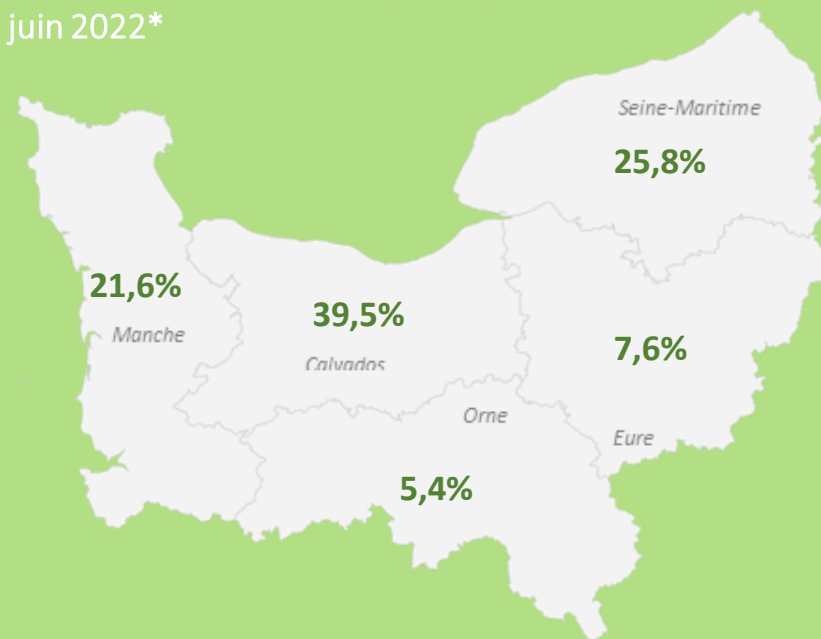 juin 2022*
Seine-Maritime
25,8%
21,6%
Manche
39,5%
Calvados
7,6%
Orne
Eure
5,4%